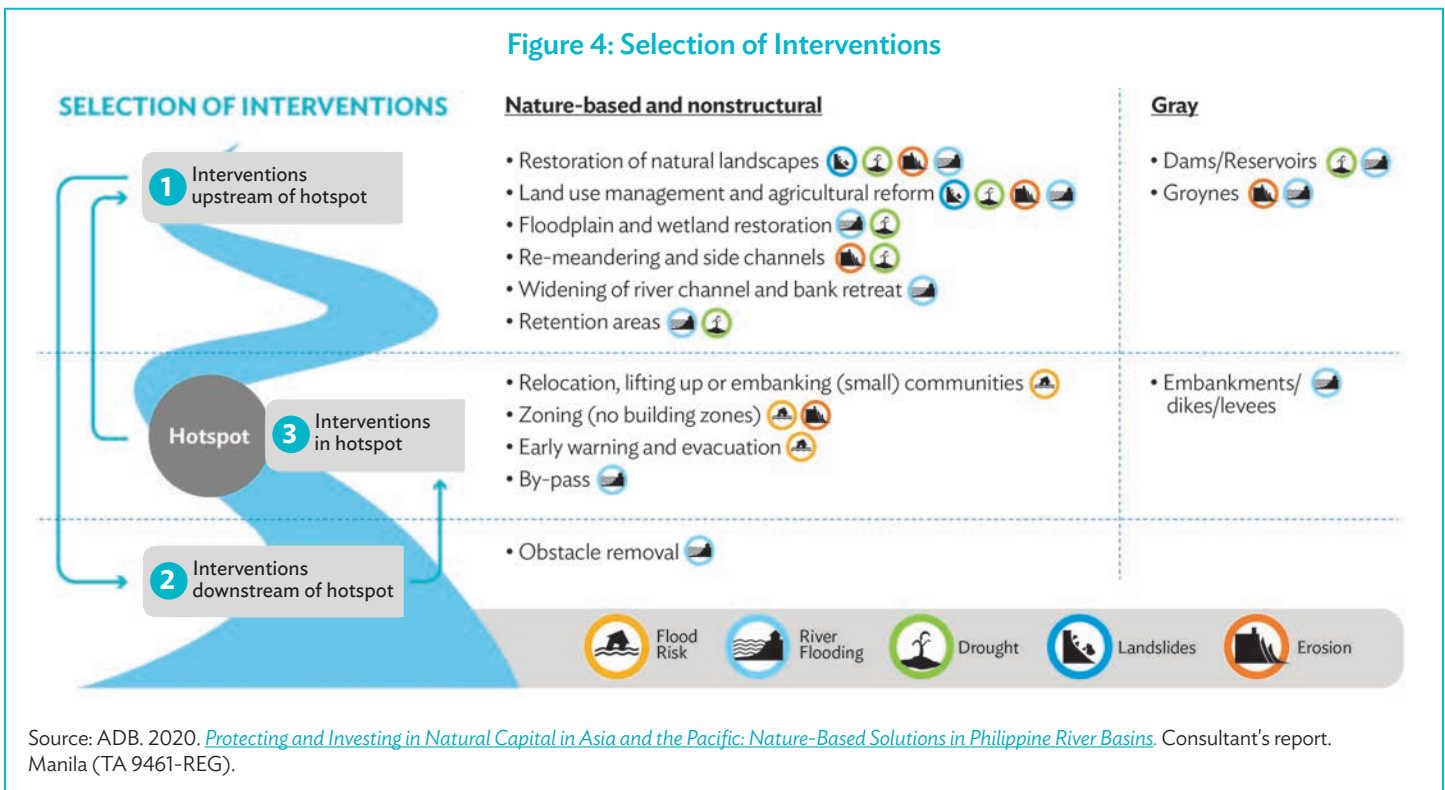 Figure 4: Selection of Interventions
SELECTION OF INTERVENTIONS
Nature-based and nonstructural
Gray
1 Interventions
upstream of hotspot
• Restoration of natural landscapes
• Land use management and agricultural reform
• Floodplain and wetland restoration
• Re-meandering and side channels
• Widening of river channel and bank retreat
• Retention areas
• Dams/Reservoirs
• Groynes
Hotspot
3 Interventions
in hotspot
• Relocation, lifting up or embanking (small) communities
• Zoning (no building zones)
• Early warning and evacuation
• By-pass
• Embankments/
dikes/levees
2 Interventions
downstream of hotspot
• Obstacle removal
Flood
Risk
River
Flooding
Drought
Landslides
Erosion
Source: ADB. 2020. Protecting and Investing in Natural Capital in Asia and the Pacific: Nature-Based Solutions in Philippine River Basins. Consultant's report.
Manila (TA 9461-REG).